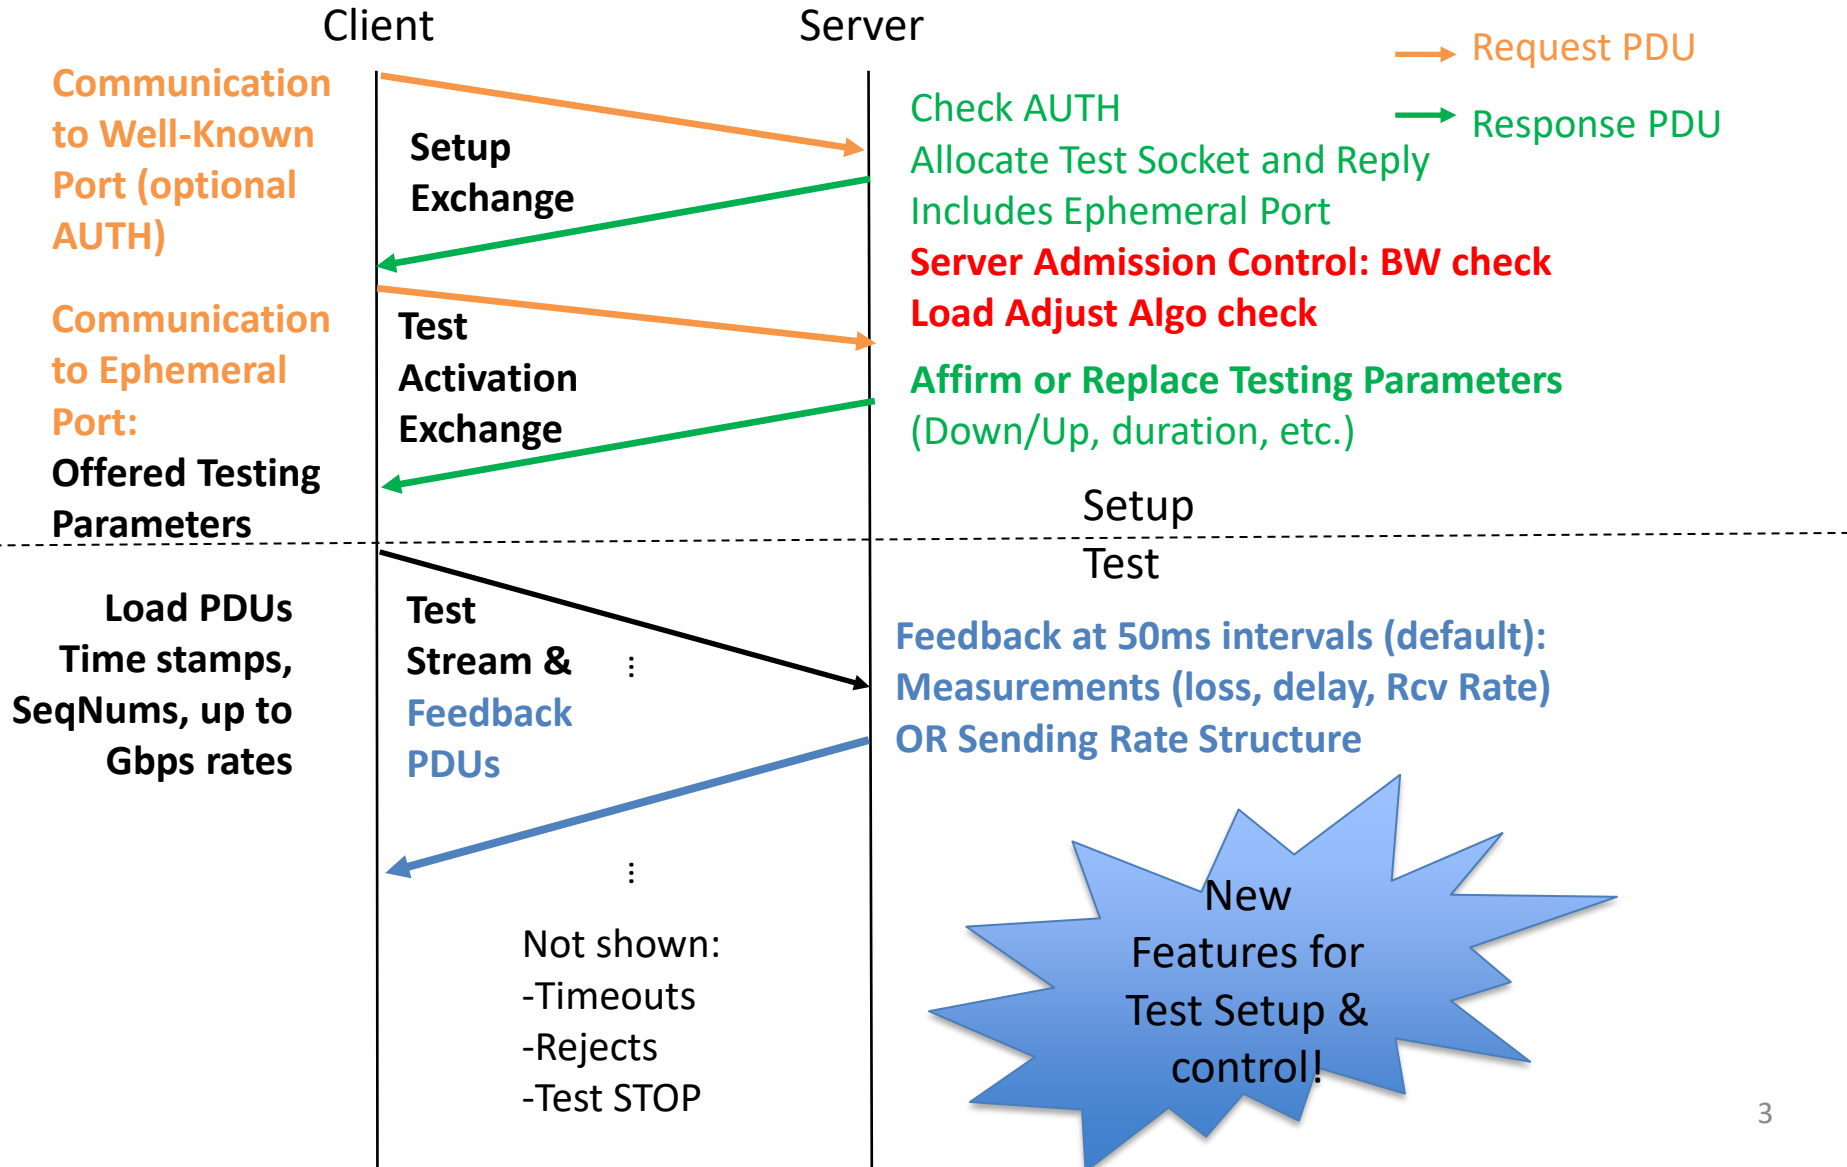 Client
Server
Request PDU
Response PDU
Communication
to Well-Known
Port (optional
AUTH)
Setup
Exchange
Check AUTH
Allocate Test Socket and Reply
Includes Ephemeral Port
Server Admission Control: BW check
Load Adjust Algo check
Communication
to Ephemeral
Port:
Offered Testing
Parameters
Test
Activation
Exchange
Affirm or Replace Testing Parameters
(Down/Up, duration, etc.)
Setup
Test
Load PDUs
Time stamps,
SeqNums, up to
Gbps rates
Test
Stream &
Feedback
PDUs
...
Feedback at 50ms intervals (default):
Measurements (loss, delay, Rcv Rate)
OR Sending Rate Structure
...
Not shown:
-Timeouts
-Rejects
-Test STOP
New
Features for
Test Setup &
control!
3